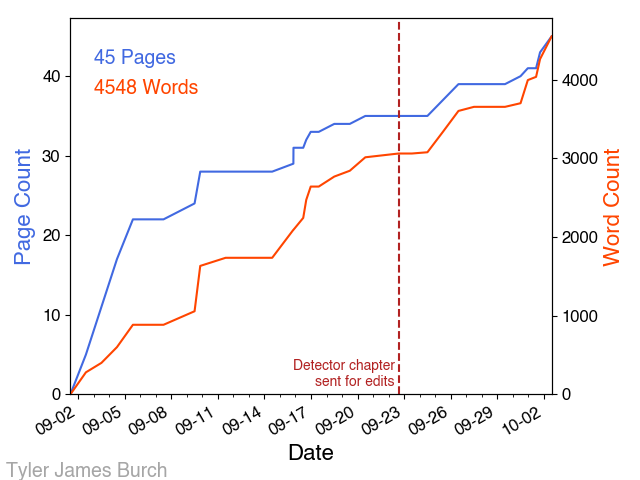 45 Pages
4548 Words
Page Count
Word Count
40
30
20
10
0
4000
3000
2000
1000
0
Detector chapter
sent for edits
09-02
09-05
09-08
09-11
09-14
09-17
09-20
09-23
09-26
09-29
10-02
Date
Tyler James Burch